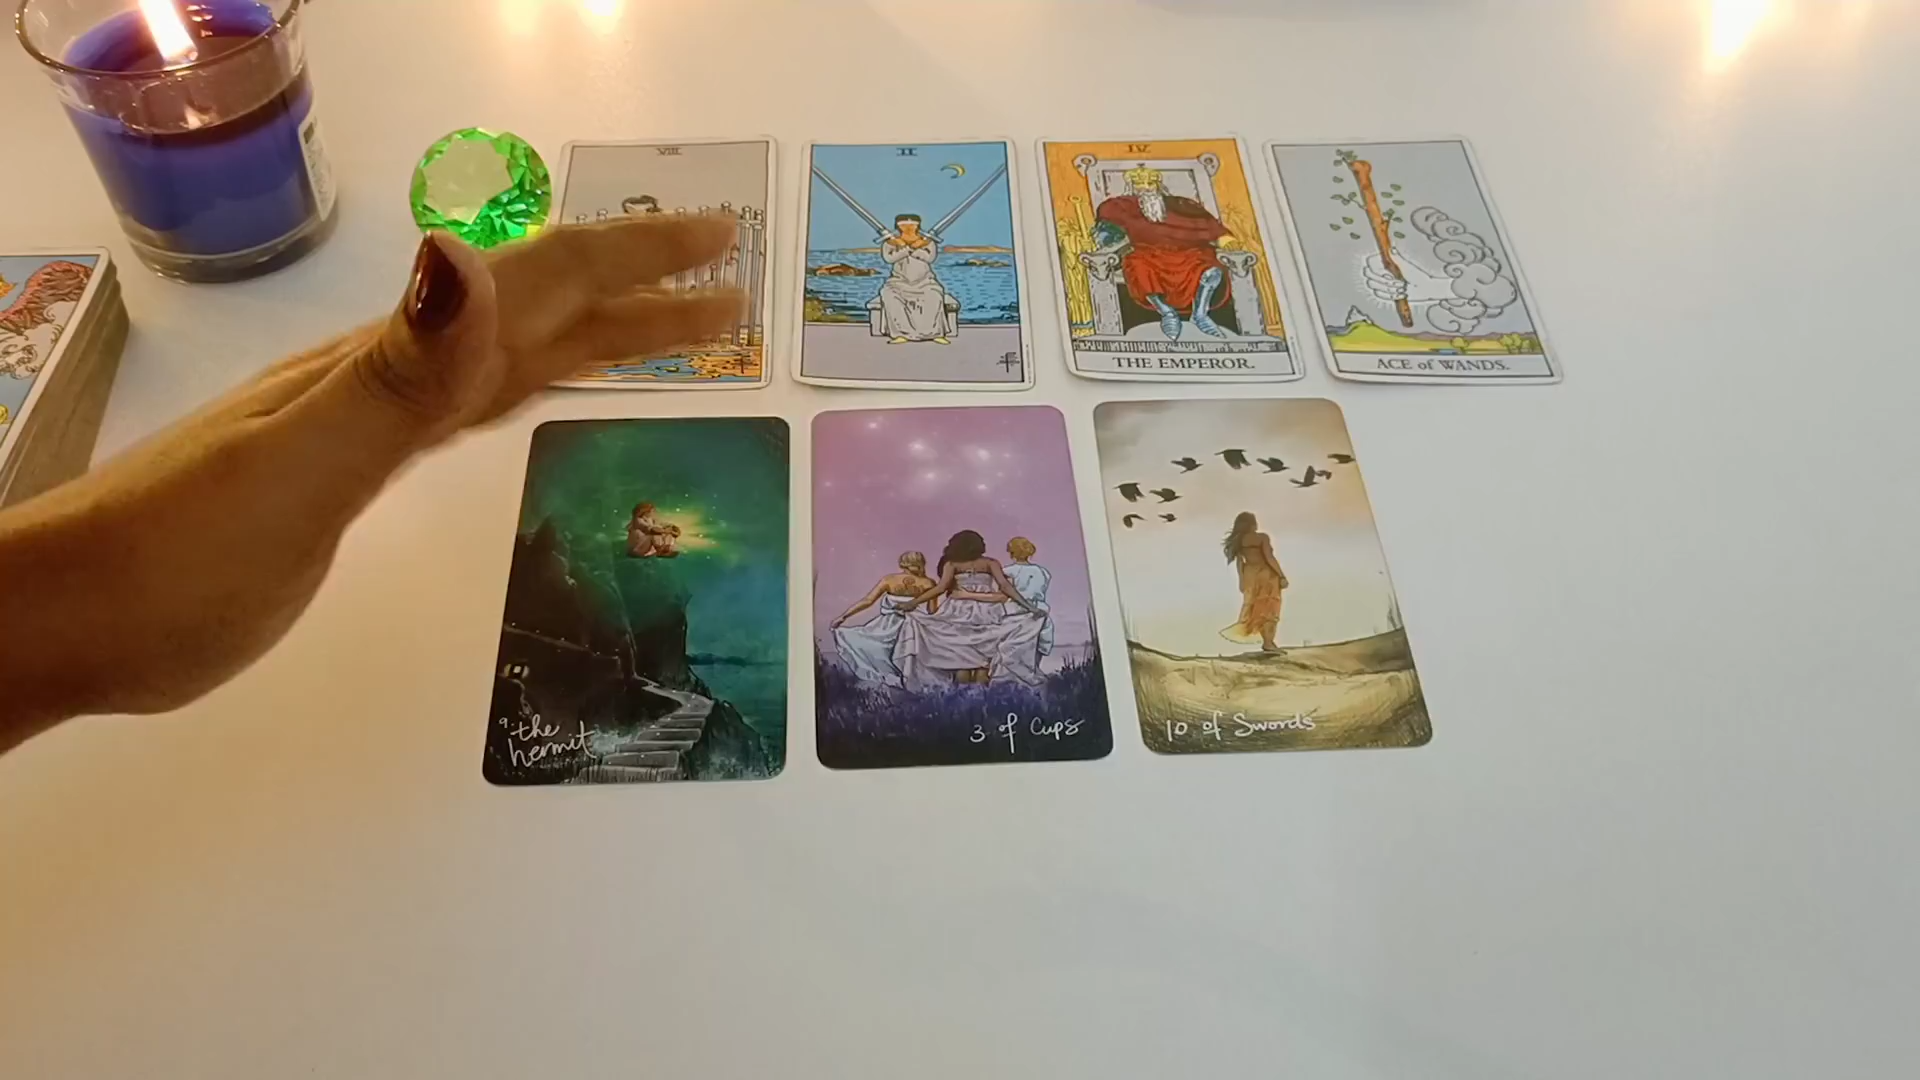 VIII
II
IV
THE EMPEROR.
ACE of WANDS.
9. the
hermit
3 of Cups
10 of Swords